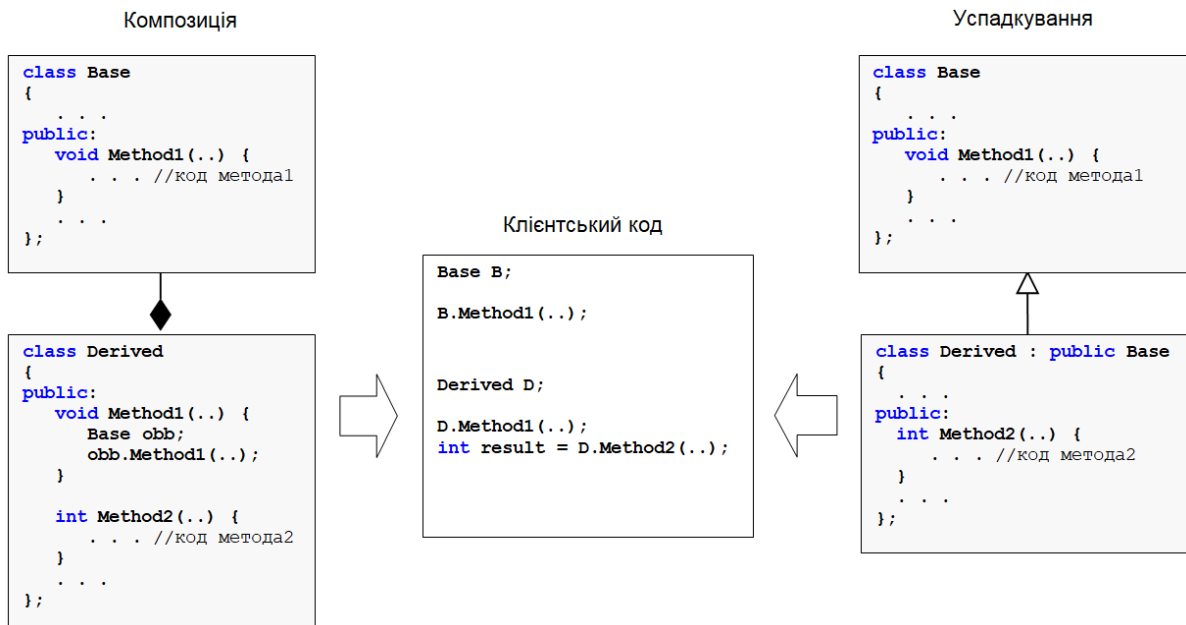 Композиція
class Base
{
. . .
public:
void Method1(..) {
. . . //код метода1
}
. . .
};
class Derived
{
public:
void Method1(..) {
Base obb;
obb.Method1(..);
}
int Method2(..) {
. . . //код метода2
}
. . .
};
Клієнтський код
Base B;
B.Method1(..);
Derived D;
D.Method1(..);
int result = D.Method2(..);
Успадкування
class Base
{
. . .
public:
void Method1(..) {
. . . //код метода1
}
. . .
};
class Derived : public Base
{
. . .
public:
int Method2(..) {
. . . //код метода2
}
. . .
};